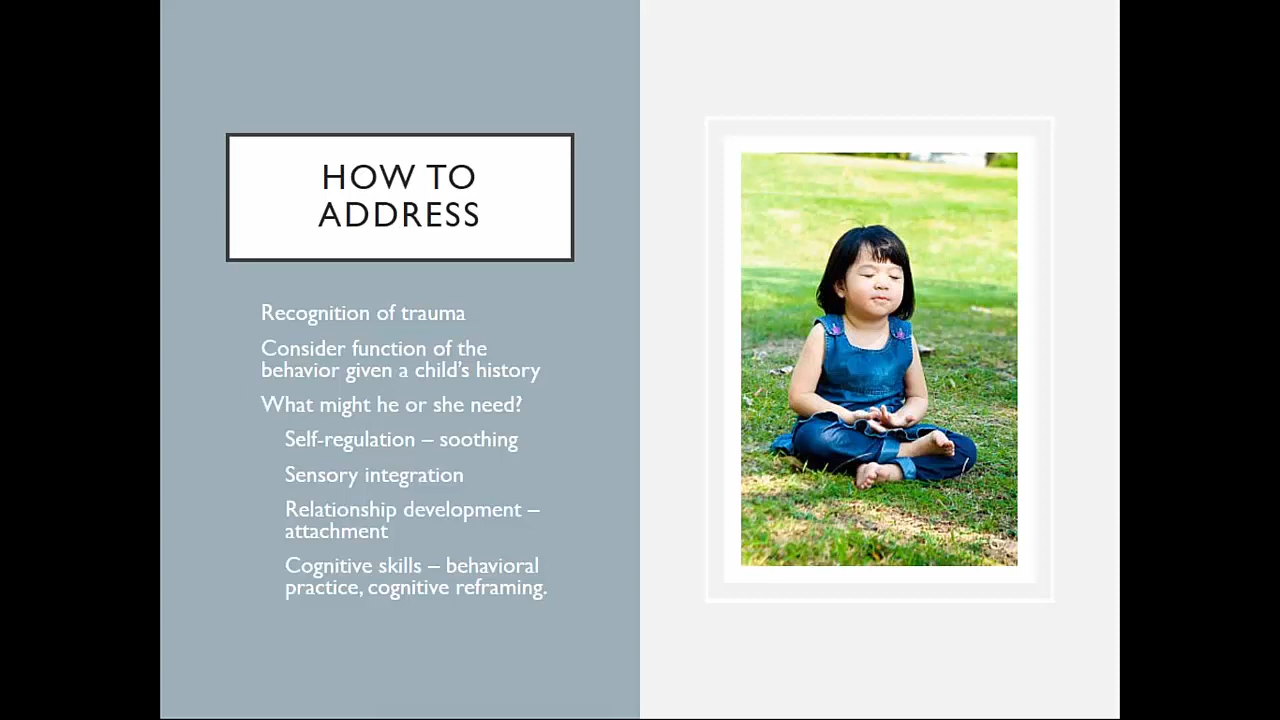 HOW TO
ADDRESS
Recognition of trauma
Consider function of the
behavior given a child's history
What might he or she need?
Self-regulation – soothing
Sensory integration
Relationship development –
attachment
Cognitive skills – behavioral
practice, cognitive reframing.